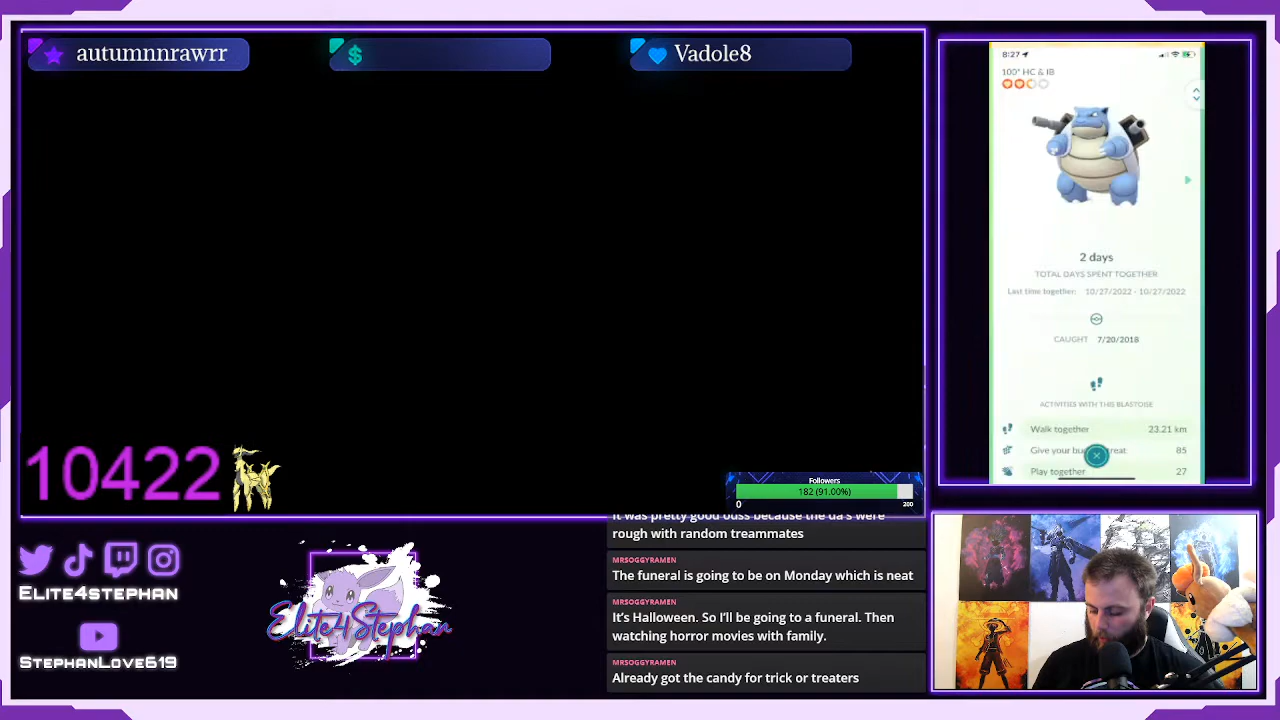 autumnnrawrr
$
Vadole8
8:27
100° HC & IB
2 days
TOTAL DAYS SPENT TOGETHER
Last time together: 10/27/2022 - 10/27/2022
CAUGHT 7/20/2018
ACTIVITIES WITH THIS BLASTOISE
Walk together 23.21 km
Give your treat 85
Play together 27
10422
Followers
182 (91.00%)
0 200
It was pretty good because the da's were
rough with random treammates
MRSOGGYRAMEN
The funeral is going to be on Monday which is neat
MRSOGGYRAMEN
It's Halloween. So I'll be going to a funeral. Then
watching horror movies with family.
MRSOGGYRAMEN
Already got the candy for trick or treaters
ELITE4STEPHAN
Elite4Stephan
STEPHANLOVE619